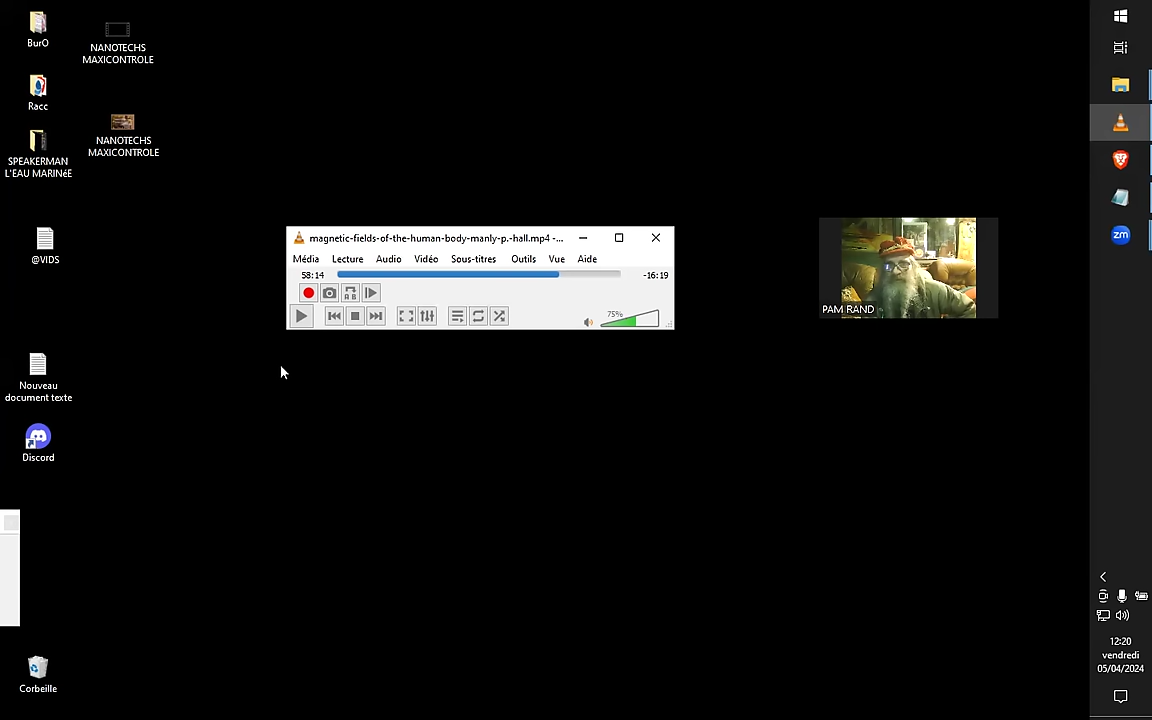 BurO
NANOTECHS
MAXICONTROLE
Racc
NANOTECHS
MAXICONTROLE
SPEAKERMAN
L'EAU MARINéE
@VIDS
magnetic-fields-of-the-human-body-manly-p.-hall.mp4 -...
Média Lecture Audio Vidéo Sous-titres Outils Vue Aide
58:14 -16:19
A B
75%
PAM RAND
zm
Nouveau
document texte
Discord
Corbeille
12:20
vendredi
05/04/2024